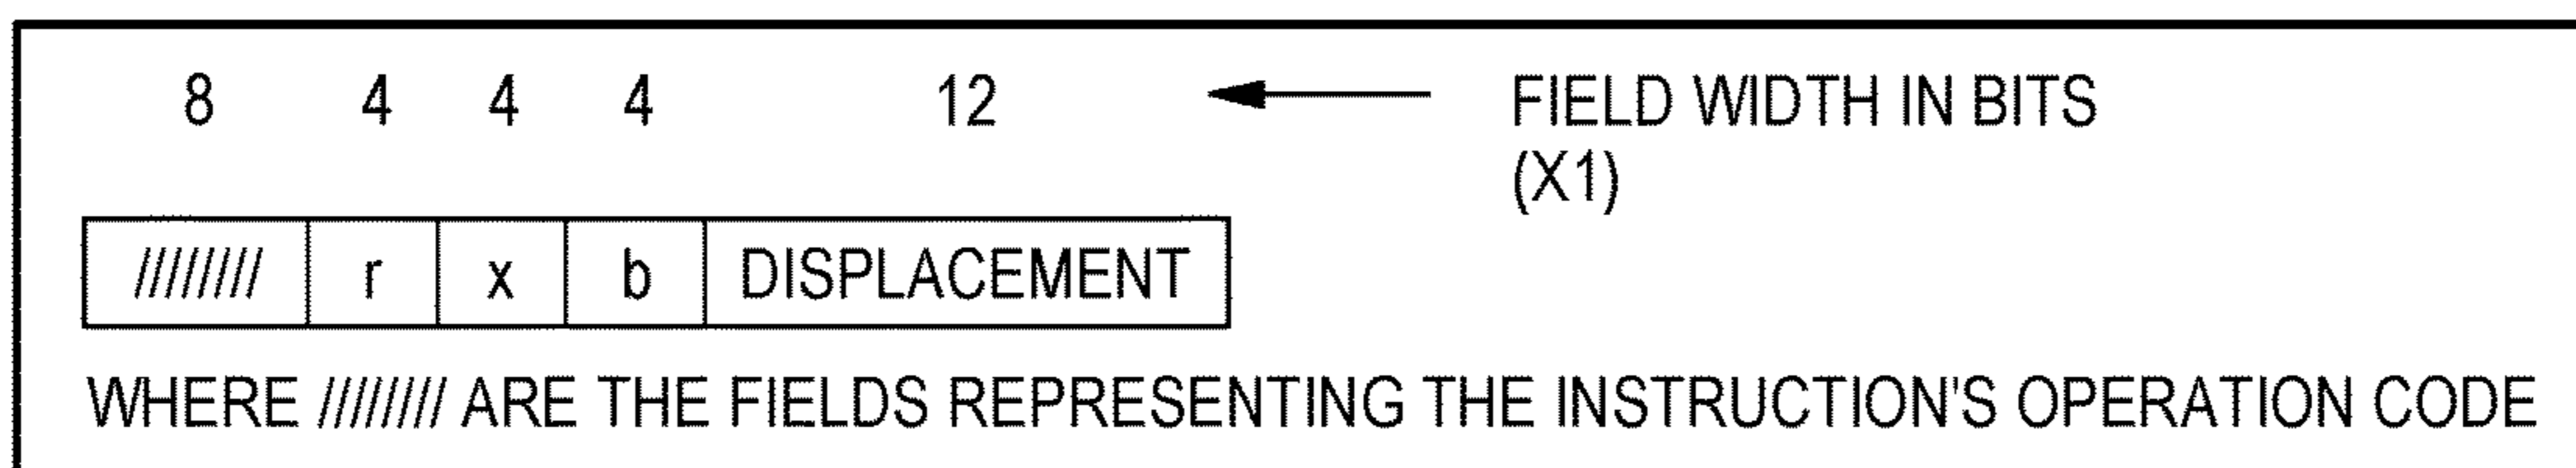 8 4 4 4 12 FIELD WIDTH IN BITS
(X1)
//////// r x b DISPLACEMENT
WHERE //////// ARE THE FIELDS REPRESENTING THE INSTRUCTION'S OPERATION CODE